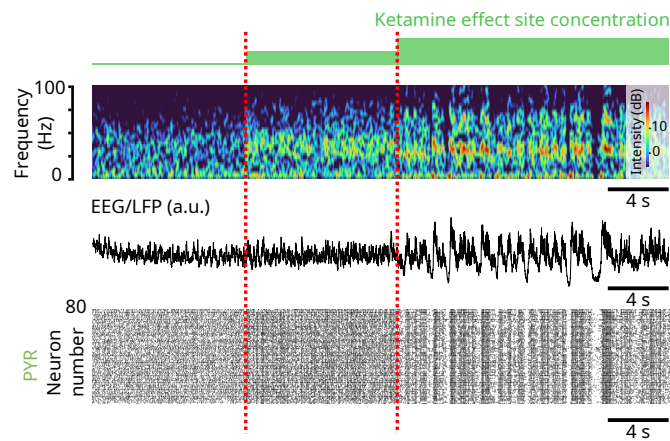 Ketamine effect site concentration
100
Frequency
(Hz)
0
Intensity (dB)
10
0
4 s
EEG/LFP (a.u.)
4 s
80
PYR
Neuron
number
4 s